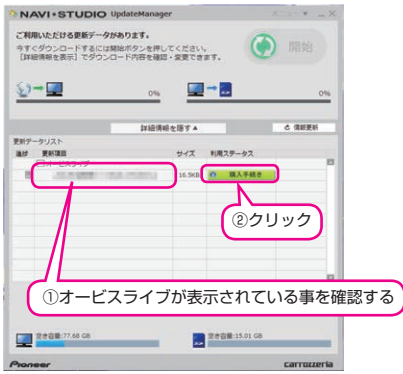 NAVI•STUDIO UpdateManager
メニュー ▼ _ ×
ご利用いただける更新データがあります。
今すぐダウンロードするには開始ボタンを押してください。
[詳細情報を表示]でダウンロード内容を確認・変更できます。
開始
0%
0%
詳細情報を隠す▲
情報更新
更新データリスト
進捗 更新項目 サイズ 利用ステータス
オービスライブ
16.5KB 購入手続き
②クリック
①オービスライブが表示されている事を確認する
空き容量:77.68 GB
空き容量:15.01 GB
Pioneer carrozzeria